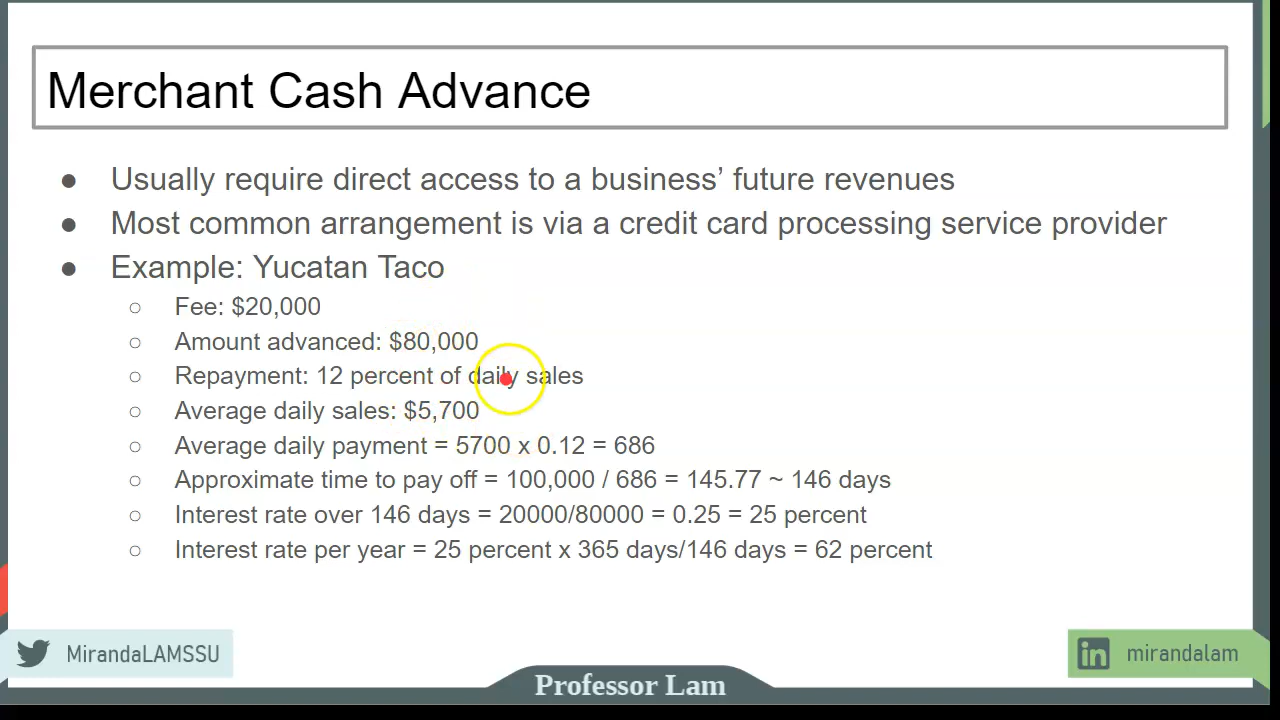 Merchant Cash Advance
● Usually require direct access to a business’ future revenues
● Most common arrangement is via a credit card processing service provider
● Example: Yucatan Taco
○ Fee: $20,000
○ Amount advanced: $80,000
○ Repayment: 12 percent of daily sales
○ Average daily sales: $5,700
○ Average daily payment = 5700 x 0.12 = 686
○ Approximate time to pay off = 100,000 / 686 = 145.77 ~ 146 days
○ Interest rate over 146 days = 20000/80000 = 0.25 = 25 percent
○ Interest rate per year = 25 percent x 365 days/146 days = 62 percent
MirandaLAMSSU
in mirandalam
Professor Lam